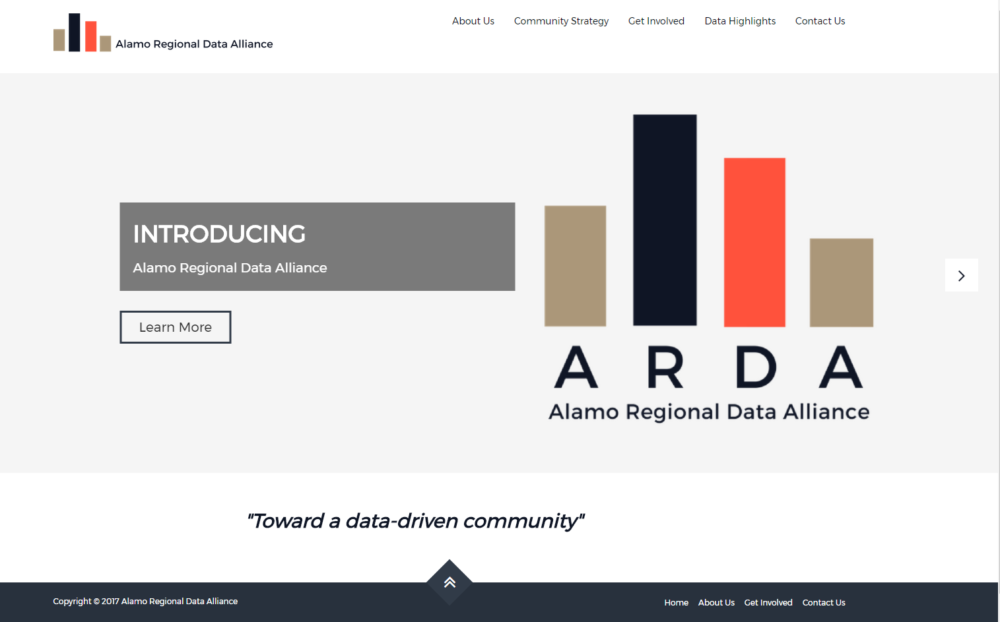 About Us Community Strategy Get Involved Data Highlights Contact Us
Alamo Regional Data Alliance
INTRODUCING
Alamo Regional Data Alliance
Learn More
A R D A
Alamo Regional Data Alliance
"Toward a data-driven community"
Copyright © 2017 Alamo Regional Data Alliance
Home About Us Get Involved Contact Us